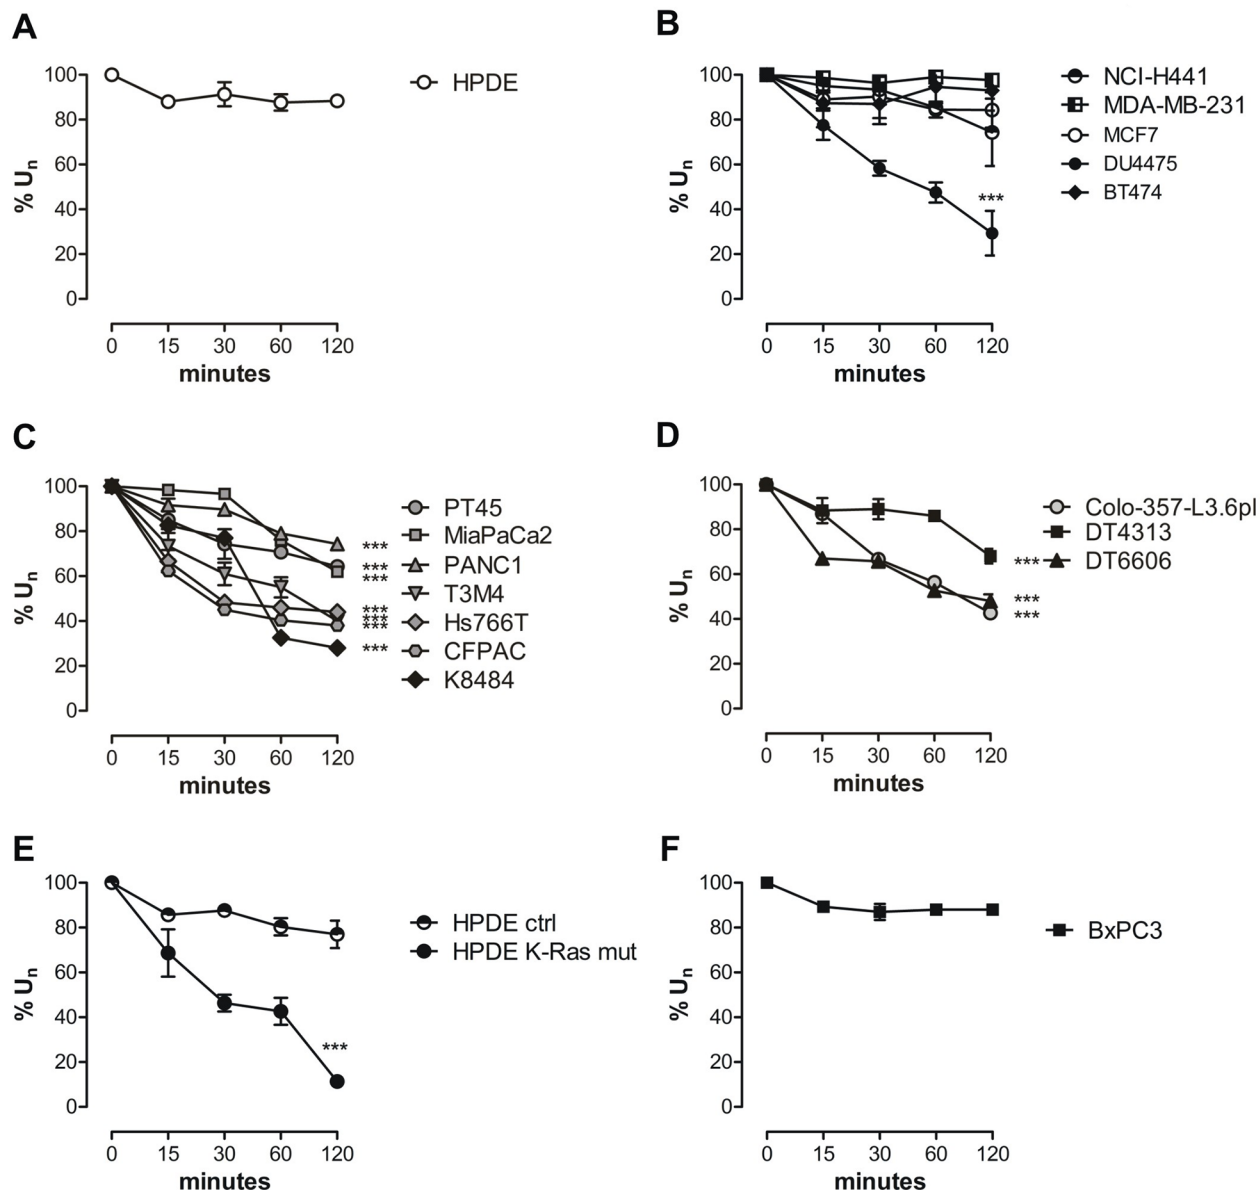 A
100
80
60
40
20
0
% Un
0 15 30 60 120
minutes
HPDE
B
100
80
60
40
20
0
% Un
***
0 15 30 60 120
minutes
NCI-H441
MDA-MB-231
MCF7
DU4475
BT474
C
100
80
60
40
20
0
% Un
***
***
***
***
***
***
***
0 15 30 60 120
minutes
PT45
MiaPaCa2
PANC1
T3M4
Hs766T
CFPAC
K8484
D
100
80
60
40
20
0
% Un
***
***
***
0 15 30 60 120
minutes
Colo-357-L3.6pl
DT4313
DT6606
E
100
80
60
40
20
0
% Un
***
0 15 30 60 120
minutes
HPDE ctrl
HPDE K-Ras mut
F
100
80
60
40
20
0
% Un
0 15 30 60 120
minutes
BxPC3